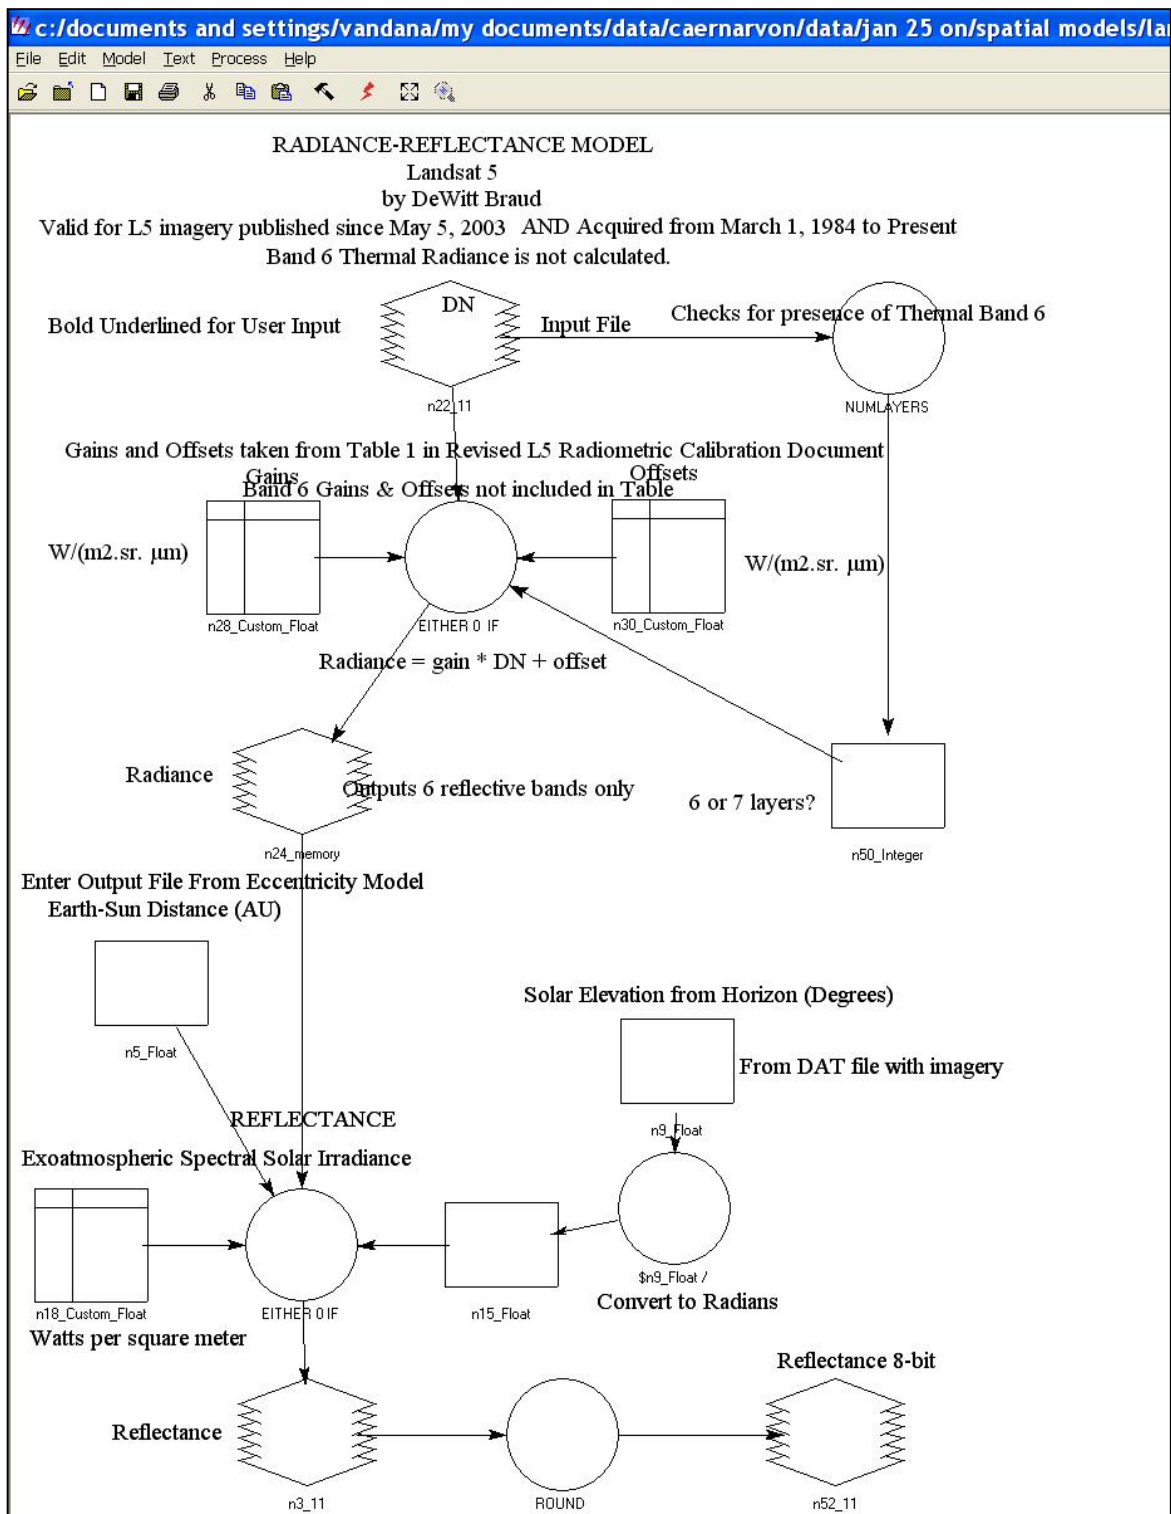 c:/documents and settings/vandana/my documents/data/caernarvon/data/jan 25 on/spatial models/la
File Edit Model Text Process Help
RADIANCE-REFLECTANCE MODEL
Landsat 5
by DeWitt Braud
Valid for L5 imagery published since May 5, 2003 AND Acquired from March 1, 1984 to Present
Band 6 Thermal Radiance is not calculated.
DN
Bold Underlined for User Input
Input File
Checks for presence of Thermal Band 6
n22_11
NUMLAYERS
Gains and Offsets taken from Table 1 in Revised L5 Radiometric Calibration Document
Gains
Offsets
Band 6 Gains & Offsets not included in Table
W/(m2.sr. µm)
W/(m2.sr. µm)
n28_Custom_Float
EITHER 0 IF
n30_Custom_Float
Radiance = gain * DN + offset
Radiance
Outputs 6 reflective bands only
6 or 7 layers?
n24_memory
n50_Integer
Enter Output File From Eccentricity Model
Earth-Sun Distance (AU)
Solar Elevation from Horizon (Degrees)
n5_Float
From DAT file with imagery
REFLECTANCE
n9_Float
Exoatmospheric Spectral Solar Irradiance
$n9_Float /
n18_Custom_Float
EITHER 0 IF
n15_Float
Convert to Radians
Watts per square meter
Reflectance 8-bit
Reflectance
n3_11
ROUND
n52_11